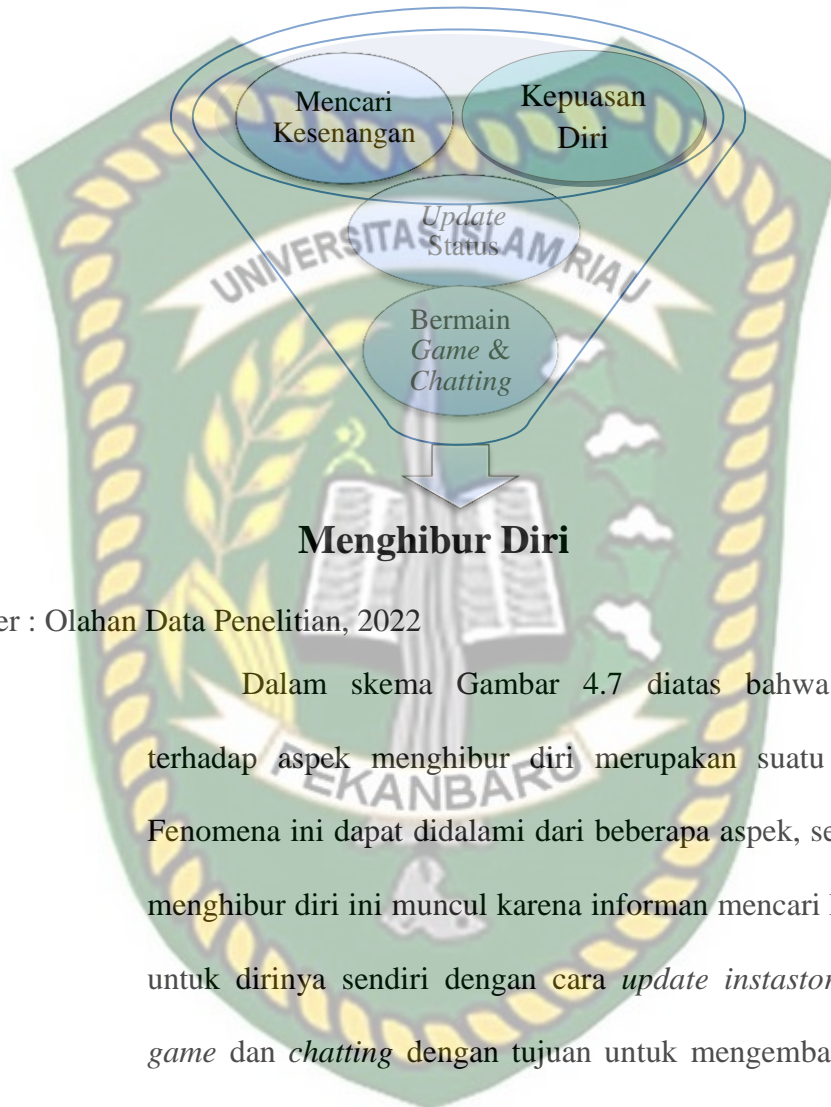 Mencari
Kesenangan
Kepuasan
Diri
Update
Status
UNIVERSITAS ISLAM RIAU
Bermain
Game &
Chatting
Menghibur Diri
er : Olahan Data Penelitian, 2022
Dalam skema Gambar 4.7 diatas bahwa
terhadap aspek menghibur diri merupakan suatu
PEKANBARU
Fenomena ini dapat didalami dari beberapa aspek, se
menghibur diri ini muncul karena informan mencari
untuk dirinya sendiri dengan cara update instastor
game dan chatting dengan tujuan untuk mengemba